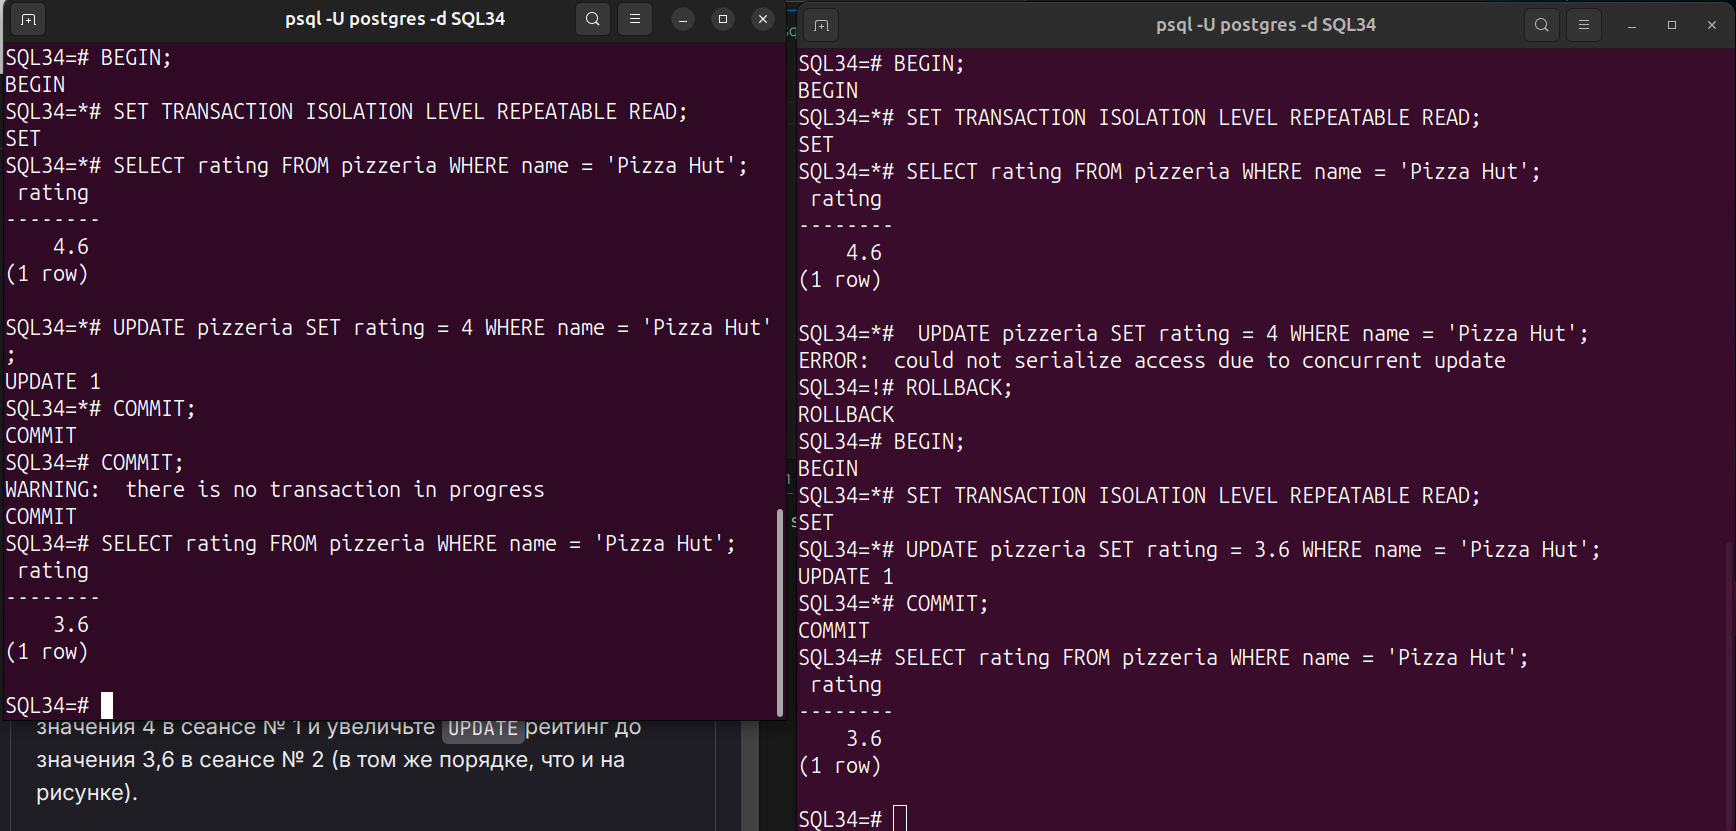 psql -U postgres -d SQL34
SQL34=# BEGIN;
BEGIN
SQL34=*# SET TRANSACTION ISOLATION LEVEL REPEATABLE READ;
SET
SQL34=*# SELECT rating FROM pizzeria WHERE name = 'Pizza Hut';
 rating
--------
    4.6
(1 row)

SQL34=*# UPDATE pizzeria SET rating = 4 WHERE name = 'Pizza Hut'
;
UPDATE 1
SQL34=*# COMMIT;
COMMIT
SQL34=# COMMIT;
WARNING:  there is no transaction in progress
COMMIT
SQL34=# SELECT rating FROM pizzeria WHERE name = 'Pizza Hut';
 rating
--------
    3.6
(1 row)

SQL34=#
значения 4 в сеансе № 1 и увеличьте UPDATE рейтинг до
значения 3,6 в сеансе № 2 (в том же порядке, что и на
рисунке).
psql -U postgres -d SQL34
SQL34=# BEGIN;
BEGIN
SQL34=*# SET TRANSACTION ISOLATION LEVEL REPEATABLE READ;
SET
SQL34=*# SELECT rating FROM pizzeria WHERE name = 'Pizza Hut';
 rating
--------
    4.6
(1 row)

SQL34=*#  UPDATE pizzeria SET rating = 4 WHERE name = 'Pizza Hut';
ERROR:  could not serialize access due to concurrent update
SQL34=!# ROLLBACK;
ROLLBACK
SQL34=# BEGIN;
BEGIN
SQL34=*# SET TRANSACTION ISOLATION LEVEL REPEATABLE READ;
SET
SQL34=*# UPDATE pizzeria SET rating = 3.6 WHERE name = 'Pizza Hut';
UPDATE 1
SQL34=*# COMMIT;
COMMIT
SQL34=# SELECT rating FROM pizzeria WHERE name = 'Pizza Hut';
 rating
--------
    3.6
(1 row)

SQL34=#